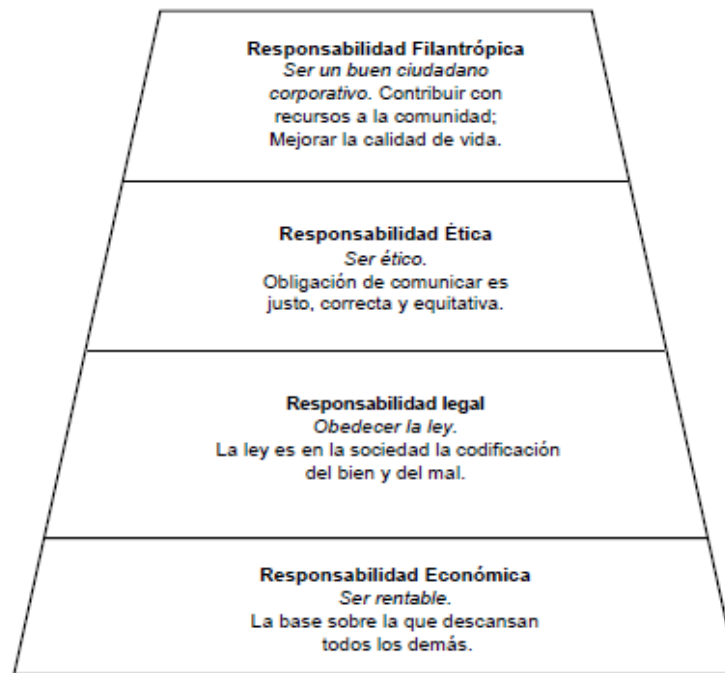 Responsabilidad Filantrópica
Ser un buen ciudadano
corporativo. Contribuir con
recursos a la comunidad;
Mejorar la calidad de vida.
Responsabilidad Ética
Ser ético.
Obligación de comunicar es
justo, correcta y equitativa.
Responsabilidad legal
Obedecer la ley.
La ley es en la sociedad la codificación
del bien y del mal.
Responsabilidad Económica
Ser rentable.
La base sobre la que descansan
todos los demás.